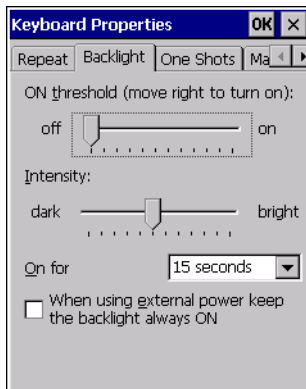 Keyboard Properties OK ×
Repeat Backlight One Shots Ma
ON threshold (move right to turn on):
off on
Intensity:
dark bright
On for 15 seconds
When using external power keep
the backlight always ON